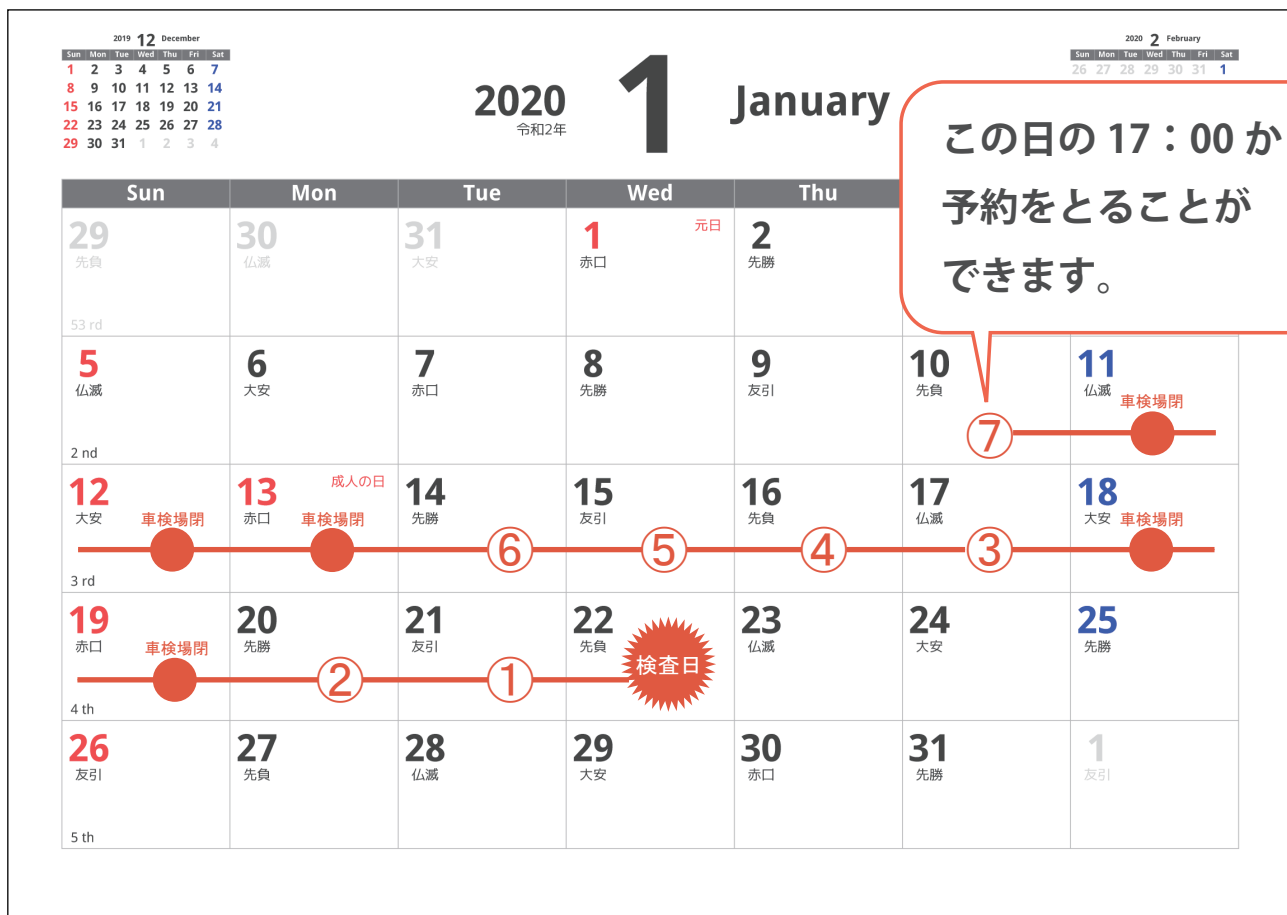 2019 12 December
Sun Mon Tue Wed Thu Fri Sat
1 2 3 4 5 6 7
8 9 10 11 12 13 14
15 16 17 18 19 20 21
22 23 24 25 26 27 28
29 30 31 1 2 3 4
2020 1 January
令和2年
2020 2 February
Sun Mon Tue Wed Thu Fri Sat
26 27 28 29 30 31 1
この日の 17：00 か
予約をとることが
できます。
Sun Mon Tue Wed Thu
29 30 31 1 元日 2
先負 仏滅 大安 赤口 先勝
53 rd
5 6 7 8 9 10 11
仏滅 大安 赤口 先勝 友引 先負 仏滅
車検場閉
⑦
2 nd
12 13 成人の日 14 15 16 17 18
大安 車検場閉 赤口 車検場閉 先勝 友引 先負 仏滅 大安 車検場閉
⑥ ⑤ ④ ③
3 rd
19 20 21 22 23 24 25
赤口 車検場閉 先勝 友引 先負 仏滅 大安 先勝
② ① 検査日
4 th
26 27 28 29 30 31 1
友引 先負 仏滅 大安 赤口 先勝 友引
5 th